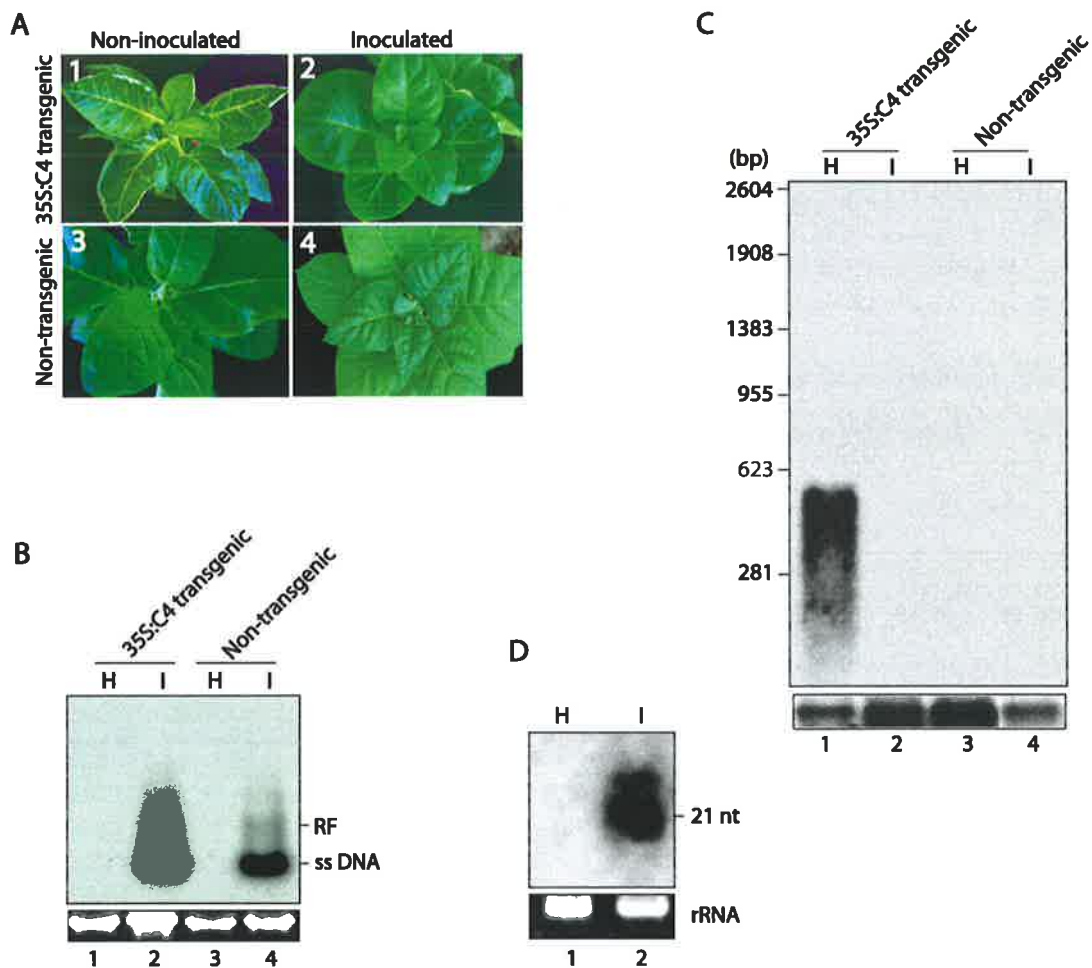 A
Non-inoculated Inoculated
35S:C4 transgenic
Non-transgenic
1 2
3 4
B
35S:C4 transgenic Non-transgenic
H I H I
RF
ss DNA
1 2 3 4
C
35S:C4 transgenic Non-transgenic
(bp) H I H I
2604
1908
1383
955
623
281
1 2 3 4
D
H I
21 nt
rRNA
1 2